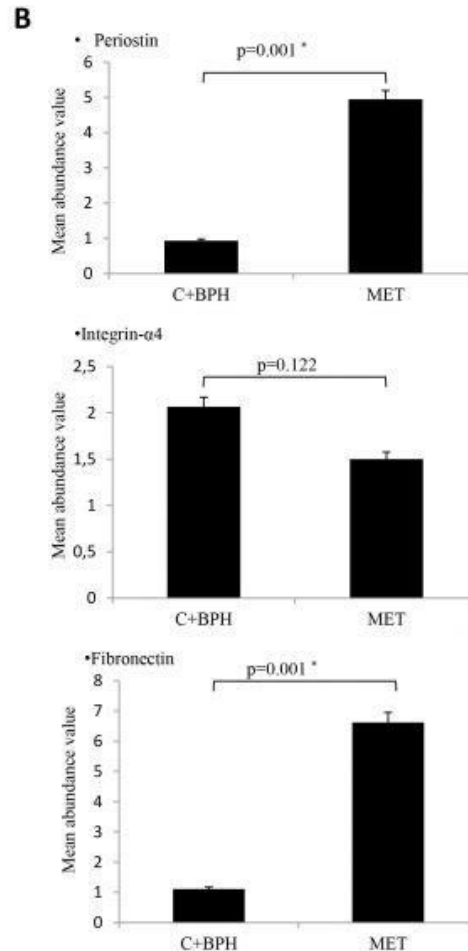 B
• Periostin
p=0.001 *
Mean abundance value
6
5
4
3
2
1
0
C+BPH MET
•Integrin-α4
p=0.122
Mean abundance value
2,5
2
1,5
1
0,5
0
C+BPH MET
•Fibronectin
p=0.001 *
Mean abundance value
8
7
6
5
4
3
2
1
0
C+BPH MET